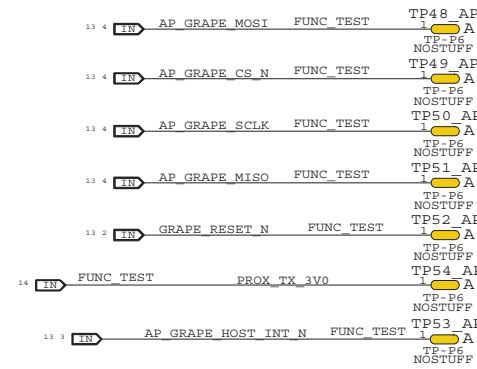 TP48_AP
13 4 IN AP_GRAPE_MOSI FUNC_TEST 1 A
TP-P6
NOSTUFF
TP49_AP
13 4 IN AP_GRAPE_CS_N FUNC_TEST 1 A
TP-P6
NOSTUFF
TP50_AP
13 4 IN AP_GRAPE_SCLK FUNC_TEST 1 A
TP-P6
NOSTUFF
TP51_AP
13 4 IN AP_GRAPE_MISO FUNC_TEST 1 A
TP-P6
NOSTUFF
TP52_AP
13 2 IN GRAPE_RESET_N FUNC_TEST 1 A
TP-P6
NOSTUFF
TP54_AP
14 IN FUNC_TEST PROX_TX_3V0 1 A
TP-P6
NOSTUFF
TP53_AP
13 3 IN AP_GRAPE_HOST_INT_N FUNC_TEST 1 A
TP-P6
NOSTUFF